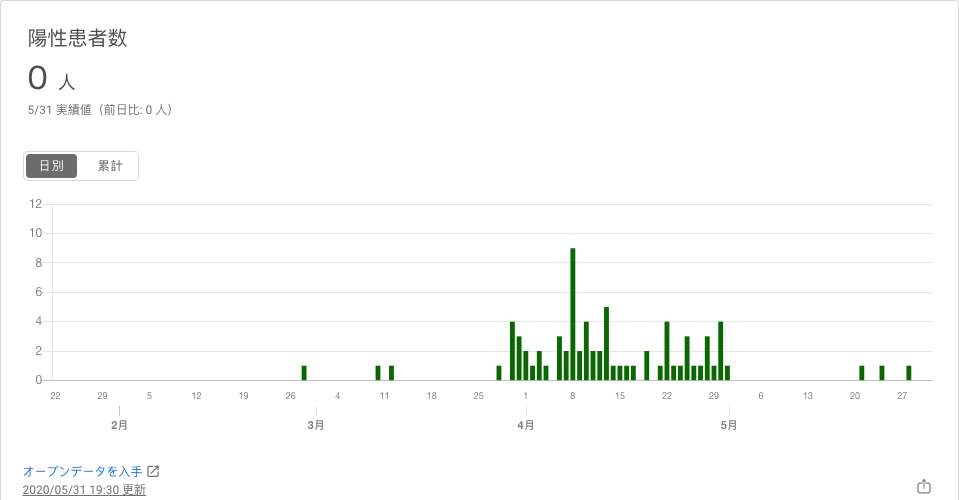 陽性患者数
0 人
5/31 実績値（前日比: 0 人）
日別 累計
12
10
8
6
4
2
0
22 29 5 12 19 26 4 11 18 25 1 8 15 22 29 6 13 20 27
2月 3月 4月 5月
オープンデータを入手
2020/05/31 19:30 更新